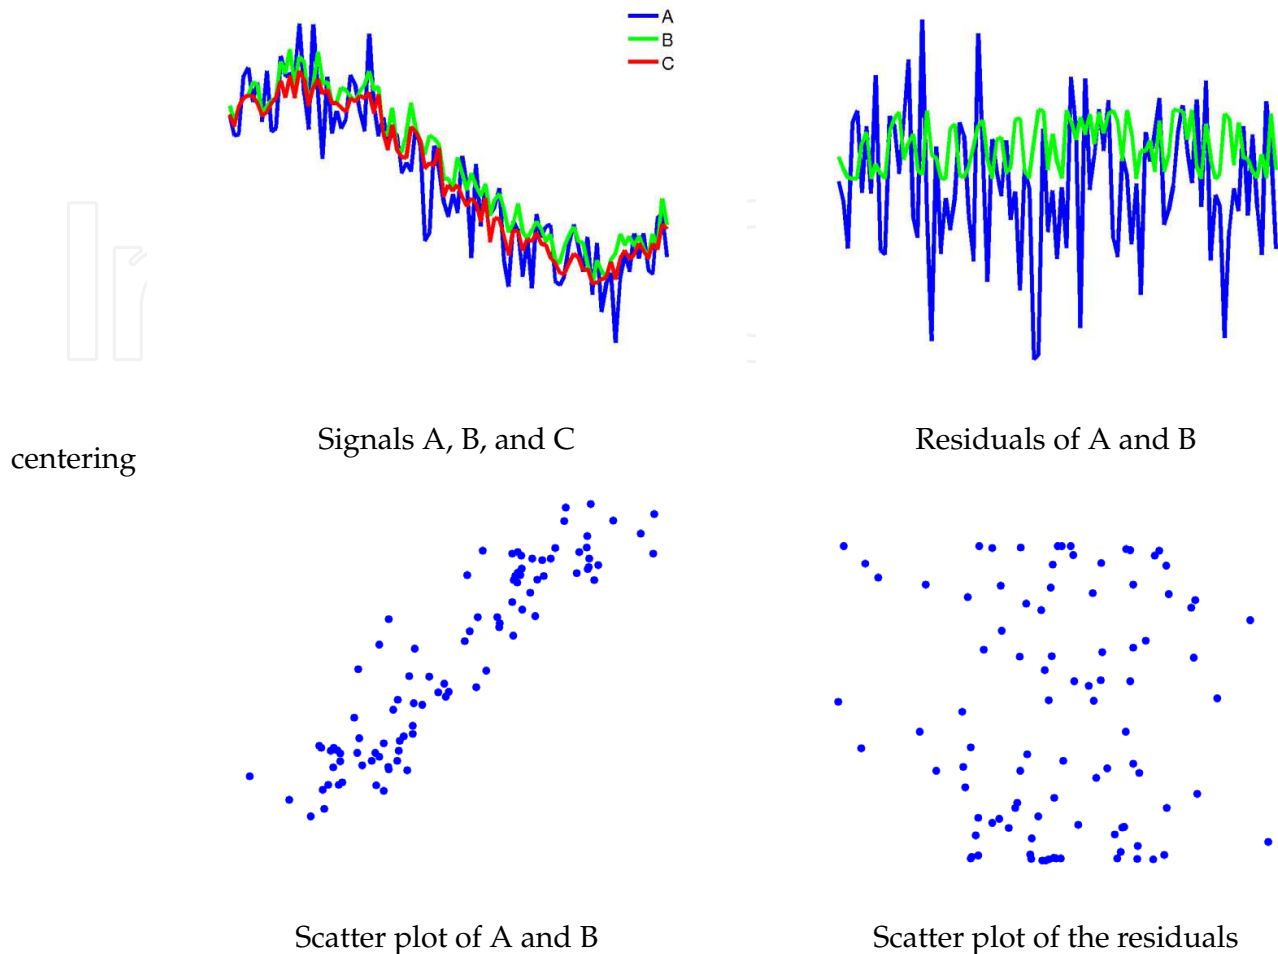 A
B
C
Signals A, B, and C
Residuals of A and B
centering
Scatter plot of A and B
Scatter plot of the residuals